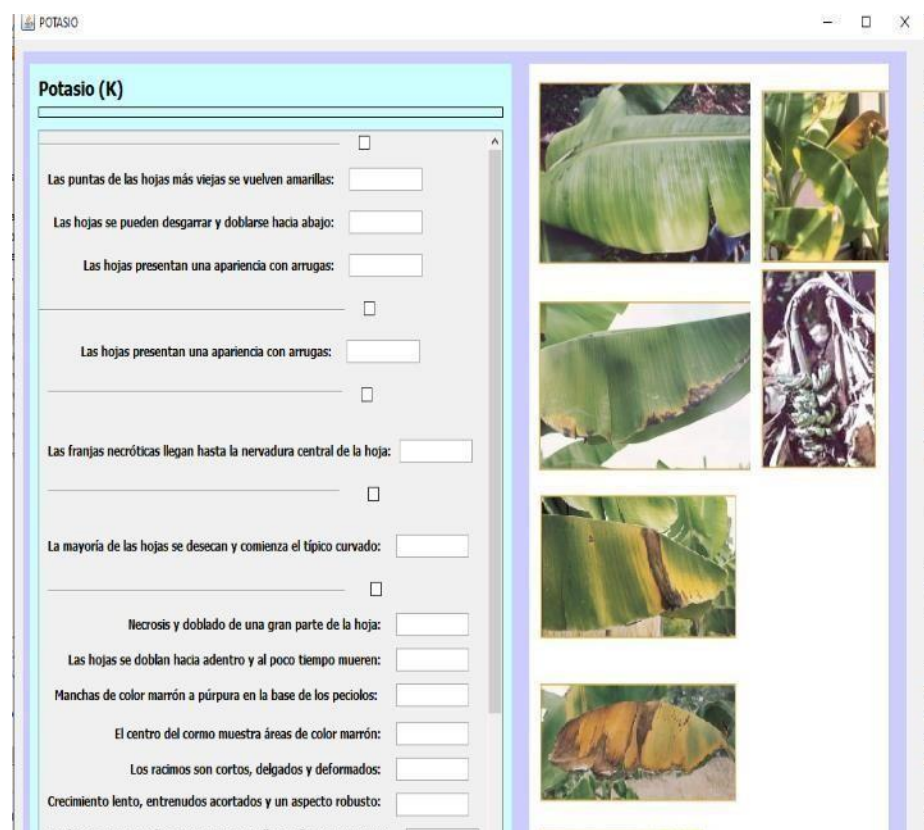 POTASIO
Potasio (K)
Las puntas de las hojas más viejas se vuelven amarillas:
Las hojas se pueden desgarrar y doblarse hacia abajo:
Las hojas presentan una apariencia con arrugas:
Las hojas presentan una apariencia con arrugas:
Las franjas necróticas llegan hasta la nervadura central de la hoja:
La mayoría de las hojas se desecan y comienza el típico curvado:
Necrosis y doblado de una gran parte de la hoja:
Las hojas se doblan hacia adentro y al poco tiempo mueren:
Manchas de color marrón a púrpura en la base de los peciolos:
El centro del cormo muestra áreas de color marrón:
Los racimos son cortos, delgados y deformados:
Crecimiento lento, entrenudos acortados y un aspecto robusto: